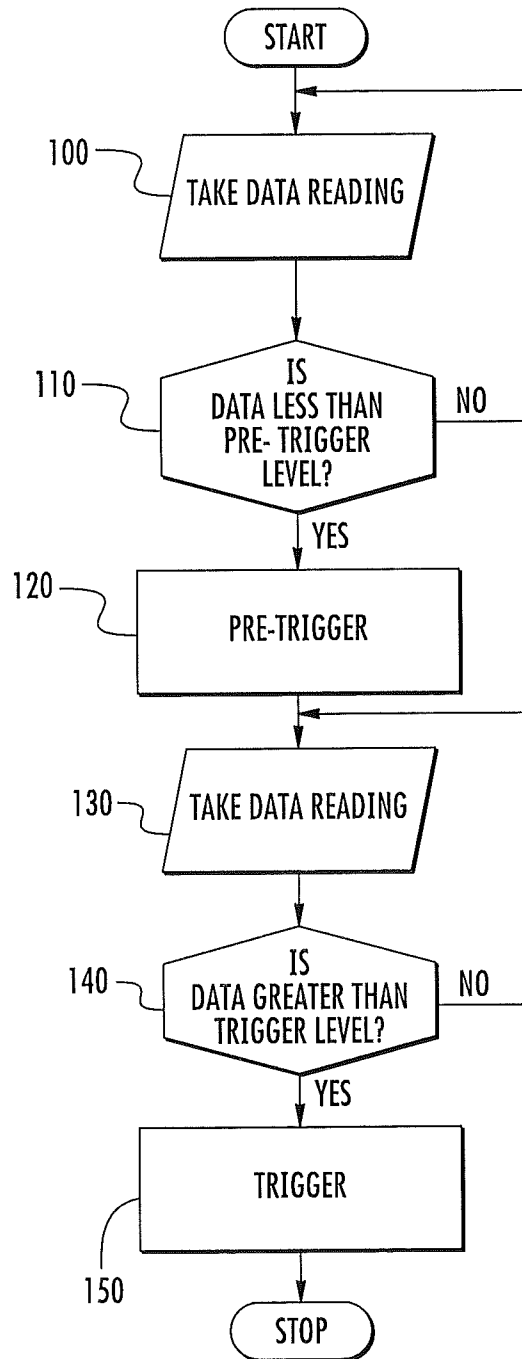 START
100
TAKE DATA READING
110
IS
DATA LESS THAN
PRE- TRIGGER
LEVEL?
NO
YES
120
PRE-TRIGGER
130
TAKE DATA READING
140
IS
DATA GREATER THAN
TRIGGER LEVEL?
NO
YES
TRIGGER
150
STOP